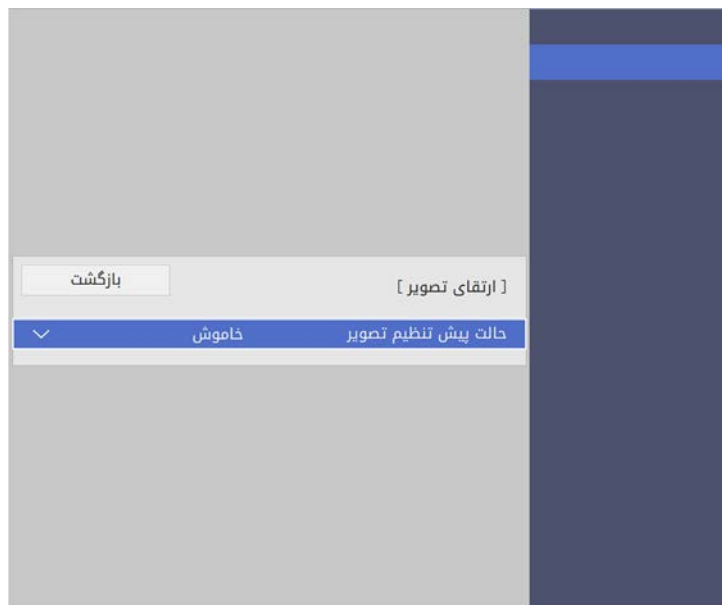 بازگشت
[ ارتقای تصویر ]
حالت پیش تنظیم تصویر خاموش